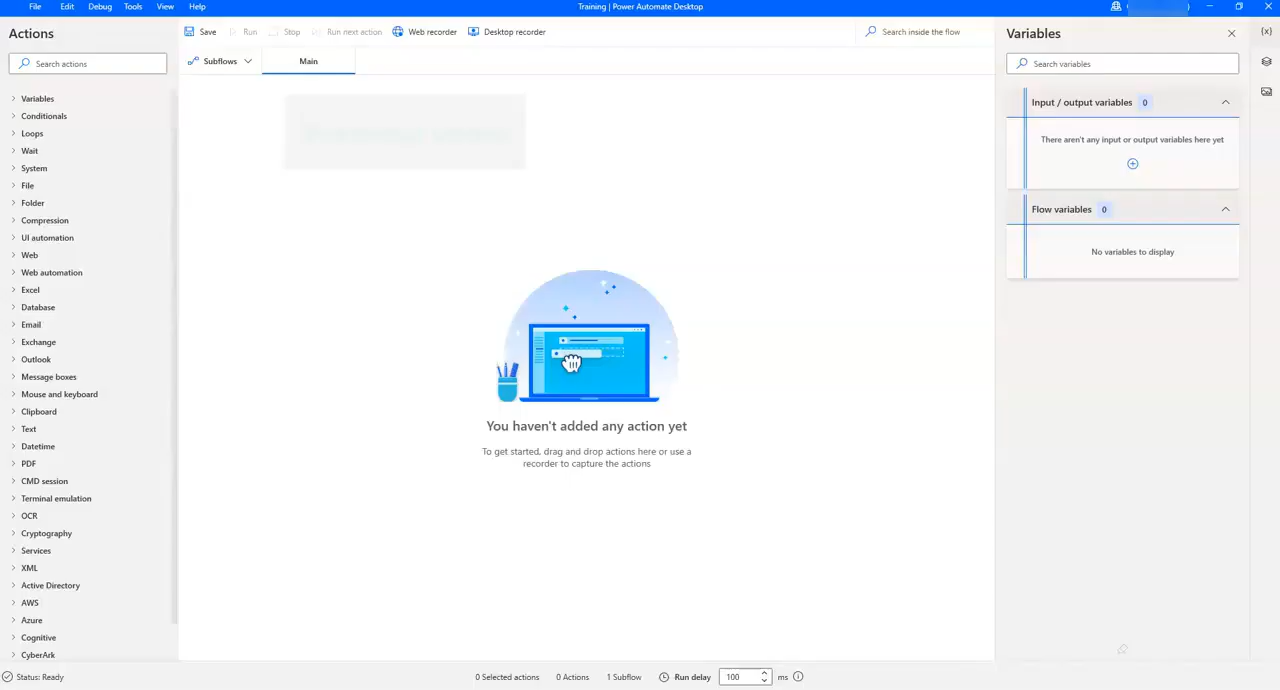 File Edit Debug Tools View Help
Training | Power Automate Desktop
Actions
Search actions
Variables
Conditionals
Loops
Wait
System
File
Folder
Compression
UI automation
Web
Web automation
Excel
Database
Email
Exchange
Outlook
Message boxes
Mouse and keyboard
Clipboard
Text
Datetime
PDF
CMD session
Terminal emulation
OCR
Cryptography
Services
XML
Active Directory
AWS
Azure
Cognitive
CyberArk
Save Run Stop Run next action Web recorder Desktop recorder
Search inside the flow
Subflows Main
You haven't added any action yet
To get started, drag and drop actions here or use a
recorder to capture the actions
Variables
{x}
Search variables
Input / output variables 0
There aren't any input or output variables here yet
Flow variables 0
No variables to display
Status: Ready
0 Selected actions 0 Actions 1 Subflow Run delay 100 ms